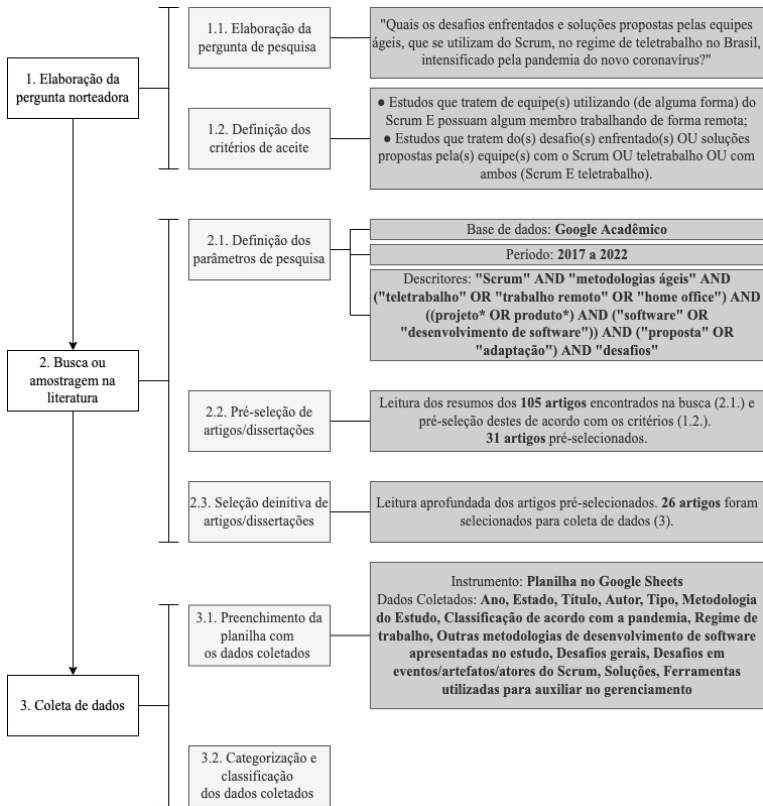 1. Elaboração da
pergunta norteadora
1.1. Elaboração da
pergunta de pesquisa
"Quais os desafios enfrentados e soluções propostas pelas equipes
ágeis, que se utilizam do Scrum, no regime de teletrabalho no Brasil,
intensificado pela pandemia do novo coronavírus?"
1.2. Definição dos
critérios de aceite
● Estudos que tratem de equipe(s) utilizando (de alguma forma) do
Scrum E possuam algum membro trabalhando de forma remota;
● Estudos que tratem do(s) desafio(s) enfrentado(s) OU soluções
propostas pela(s) equipe(s) com o Scrum OU teletrabalho OU com
ambos (Scrum E teletrabalho).
2. Busca ou
amostragem na
literatura
2.1. Definição dos
parâmetros de pesquisa
Base de dados: Google Acadêmico
Período: 2017 a 2022
Descritores: "Scrum" AND "metodologias ágeis" AND
("teletrabalho" OR "trabalho remoto" OR "home office") AND
((projeto* OR produto*) AND ("software" OR
"desenvolvimento de software")) AND ("proposta" OR
"adaptação") AND "desafios"
2.2. Pré-seleção de
artigos/dissertações
Leitura dos resumos dos 105 artigos encontrados na busca (2.1.) e
pré-seleção destes de acordo com os critérios (1.2.).
31 artigos pré-selecionados.
2.3. Seleção deinitiva de
artigos/dissertações
Leitura aprofundada dos artigos pré-selecionados. 26 artigos foram
selecionados para coleta de dados (3).
3. Coleta de dados
3.1. Preenchimento da
planilha com
os dados coletados
Instrumento: Planilha no Google Sheets
Dados Coletados: Ano, Estado, Título, Autor, Tipo, Metodologia
do Estudo, Classificação de acordo com a pandemia, Regime de
trabalho, Outras metodologias de desenvolvimento de software
apresentadas no estudo, Desafios gerais, Desafios em
eventos/artefatos/atores do Scrum, Soluções, Ferramentas
utilizadas para auxiliar no gerenciamento
3.2. Categorização e
classificação
dos dados coletados